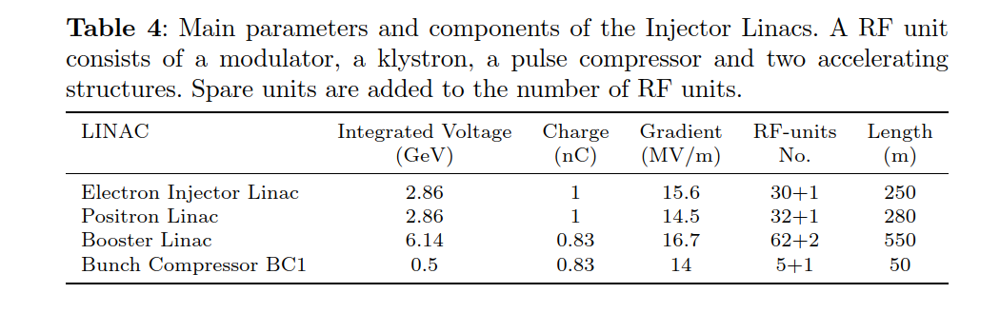 Table 4: Main parameters and components of the Injector Linacs. A RF unit
consists of a modulator, a klystron, a pulse compressor and two accelerating
structures. Spare units are added to the number of RF units.
LINAC Integrated Voltage Charge Gradient RF-units Length
(GeV) (nC) (MV/m) No. (m)
Electron Injector Linac 2.86 1 15.6 30+1 250
Positron Linac 2.86 1 14.5 32+1 280
Booster Linac 6.14 0.83 16.7 62+2 550
Bunch Compressor BC1 0.5 0.83 14 5+1 50